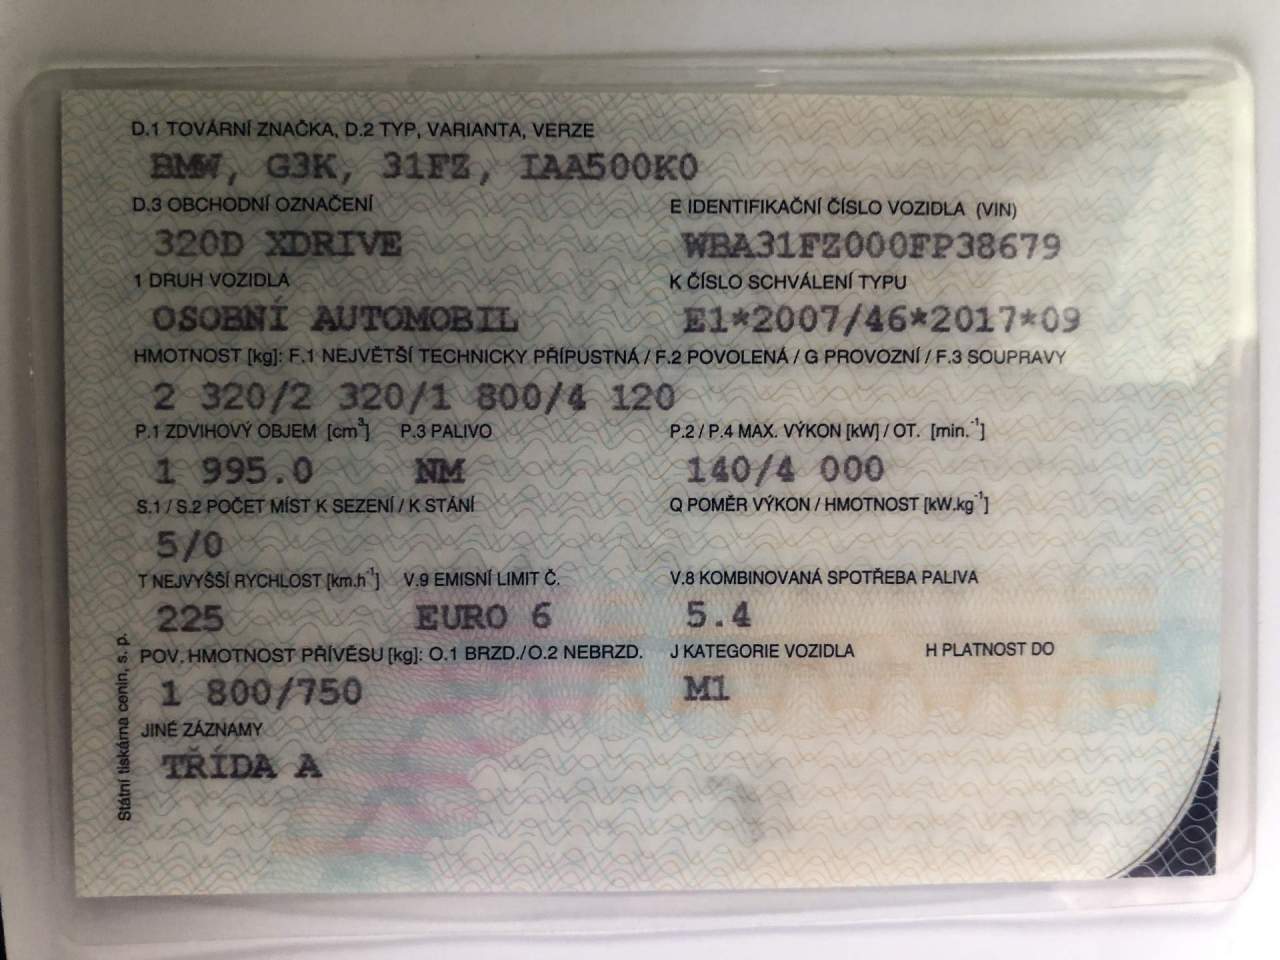 D.1 TOVÁRNÍ ZNAČKA, D.2 TYP, VARIANTA, VERZE
BMW, G3K, 31FZ, IAA500K0
D.3 OBCHODNÍ OZNAČENÍ E IDENTIFIKAČNÍ ČÍSLO VOZIDLA (VIN)
320D XDRIVE WBA31FZ000FP38679
1 DRUH VOZIDLA K ČÍSLO SCHVÁLENÍ TYPU
OSOBNÍ AUTOMOBIL E1*2007/46*2017*09
HMOTNOST [kg]: F.1 NEJVĚTŠÍ TECHNICKY PŘÍPUSTNÁ / F.2 POVOLENÁ / G PROVOZNÍ / F.3 SOUPRAVY
2 320/2 320/1 800/4 120
P.1 ZDVIHOVÝ OBJEM [cm³] P.3 PALIVO P.2 / P.4 MAX. VÝKON [kW] / OT. [min.⁻¹]
1 995.0 NM 140/4 000
S.1 / S.2 POČET MÍST K SEZENÍ / K STÁNÍ Q POMĚR VÝKON / HMOTNOST [kW.kg⁻¹]
5/0
T NEJVYŠŠÍ RYCHLOST [km.h⁻¹] V.9 EMISNÍ LIMIT Č. V.8 KOMBINOVANÁ SPOTŘEBA PALIVA
225 EURO 6 5.4
POV. HMOTNOST PŘÍVĚSU [kg]: O.1 BRZD./O.2 NEBRZD. J KATEGORIE VOZIDLA H PLATNOST DO
1 800/750 M1
JINÉ ZÁZNAMY
TŘÍDA A
Státní tiskárna cenin, s. p.